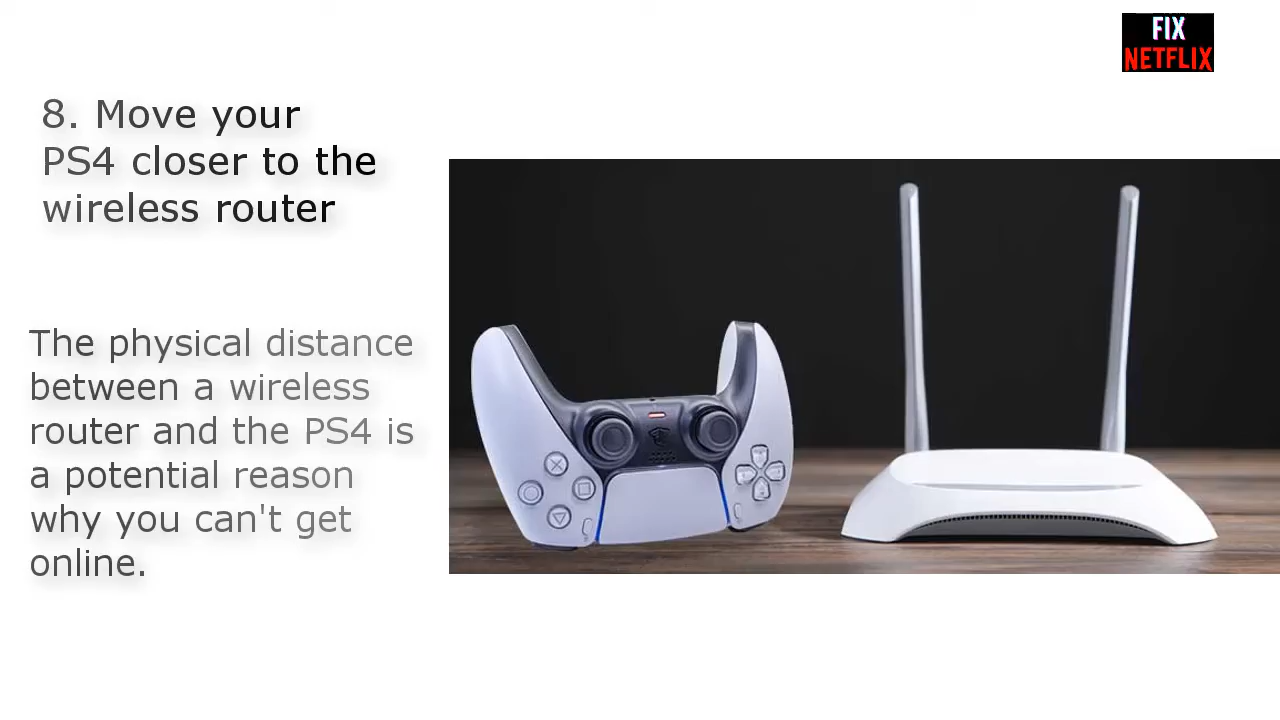 FIX
NETFLIX
8. Move your
PS4 closer to the
wireless router
The physical distance
between a wireless
router and the PS4 is
a potential reason
why you can't get
online.